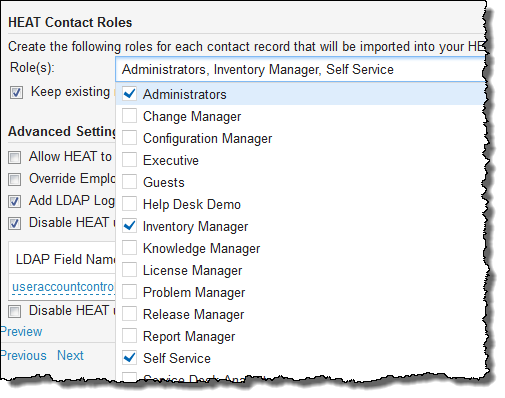 HEAT Contact Roles
Create the following roles for each contact record that will be imported into your HE
Role(s):
Administrators, Inventory Manager, Self Service
Keep existing
Administrators
Change Manager
Advanced Setting
Configuration Manager
Allow HEAT to
Executive
Override Emplo
Guests
Add LDAP Log
Help Desk Demo
Disable HEAT
Inventory Manager
Knowledge Manager
LDAP Field Name
License Manager
useraccountcontro
Problem Manager
Disable HEAT
Release Manager
Preview
Report Manager
Previous Next
Self Service
Service Desk